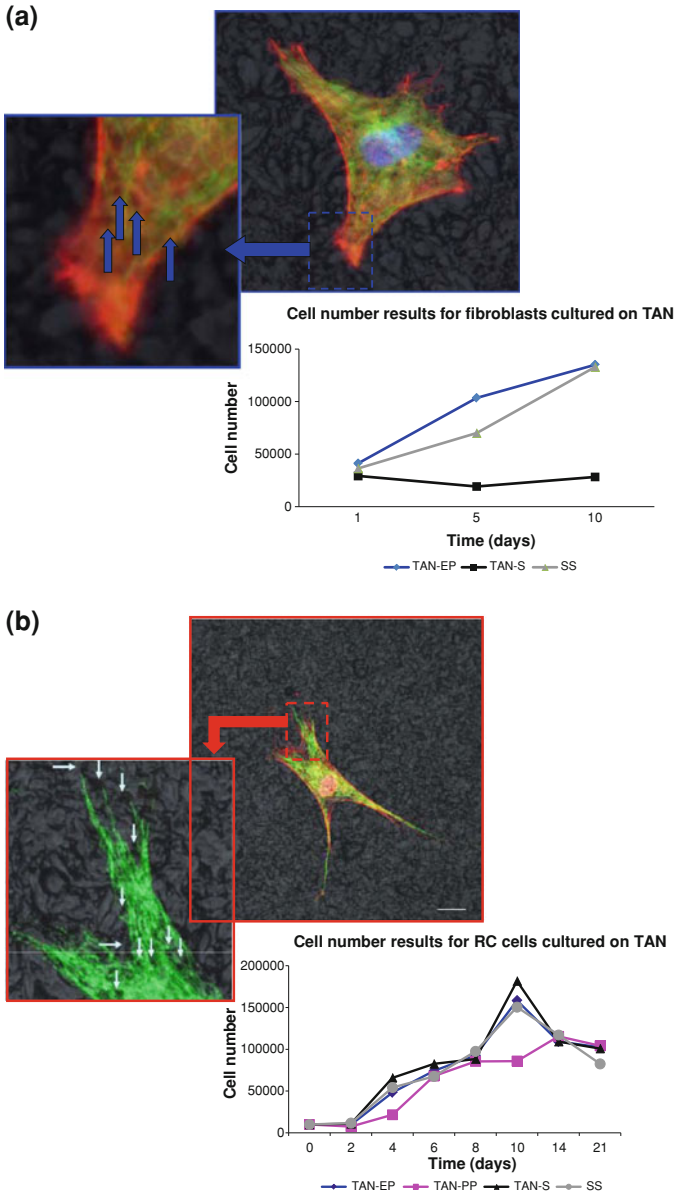 (a)
Cell number results for fibroblasts cultured on TAN
150000
100000
50000
0
Cell number
1 5 10
Time (days)
TAN-EP TAN-S SS
(b)
Cell number results for RC cells cultured on TAN
200000
150000
100000
50000
0
Cell number
0 2 4 6 8 10 14 21
Time (days)
TAN-EP TAN-PP TAN-S SS